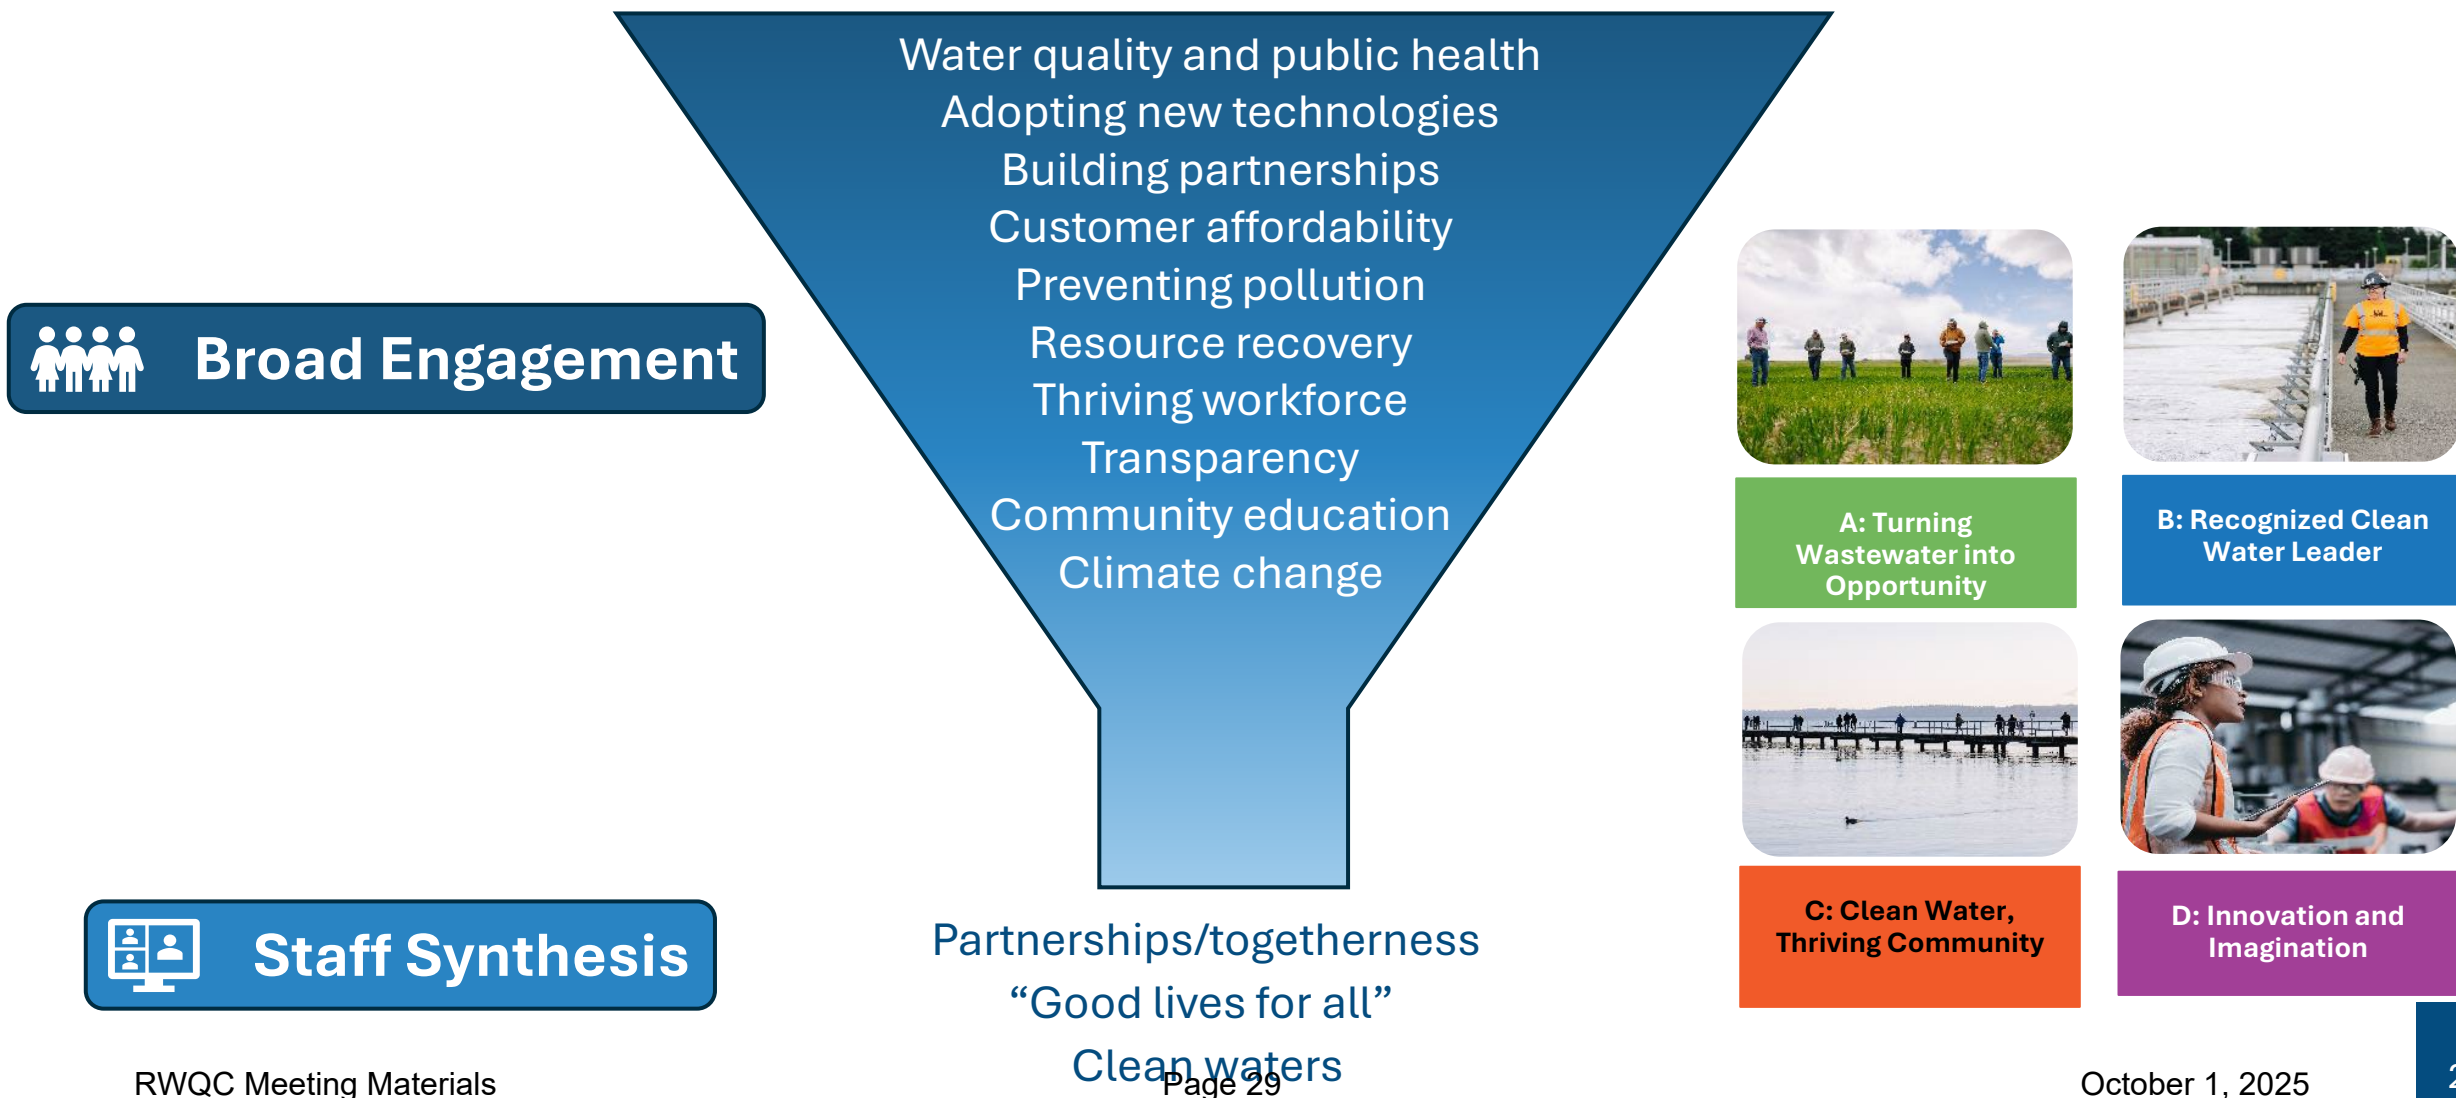 Water quality and public health
Adopting new technologies
Building partnerships
Customer affordability
Preventing pollution
Resource recovery
Thriving workforce
Transparency
Community education
Climate change
Broad Engagement
Staff Synthesis
Partnerships/togetherness
“Good lives for all”
Clean waters
A: Turning
Wastewater into
Opportunity
B: Recognized Clean
Water Leader
C: Clean Water,
Thriving Community
D: Innovation and
Imagination
RWQC Meeting Materials
Page 29
October 1, 2025